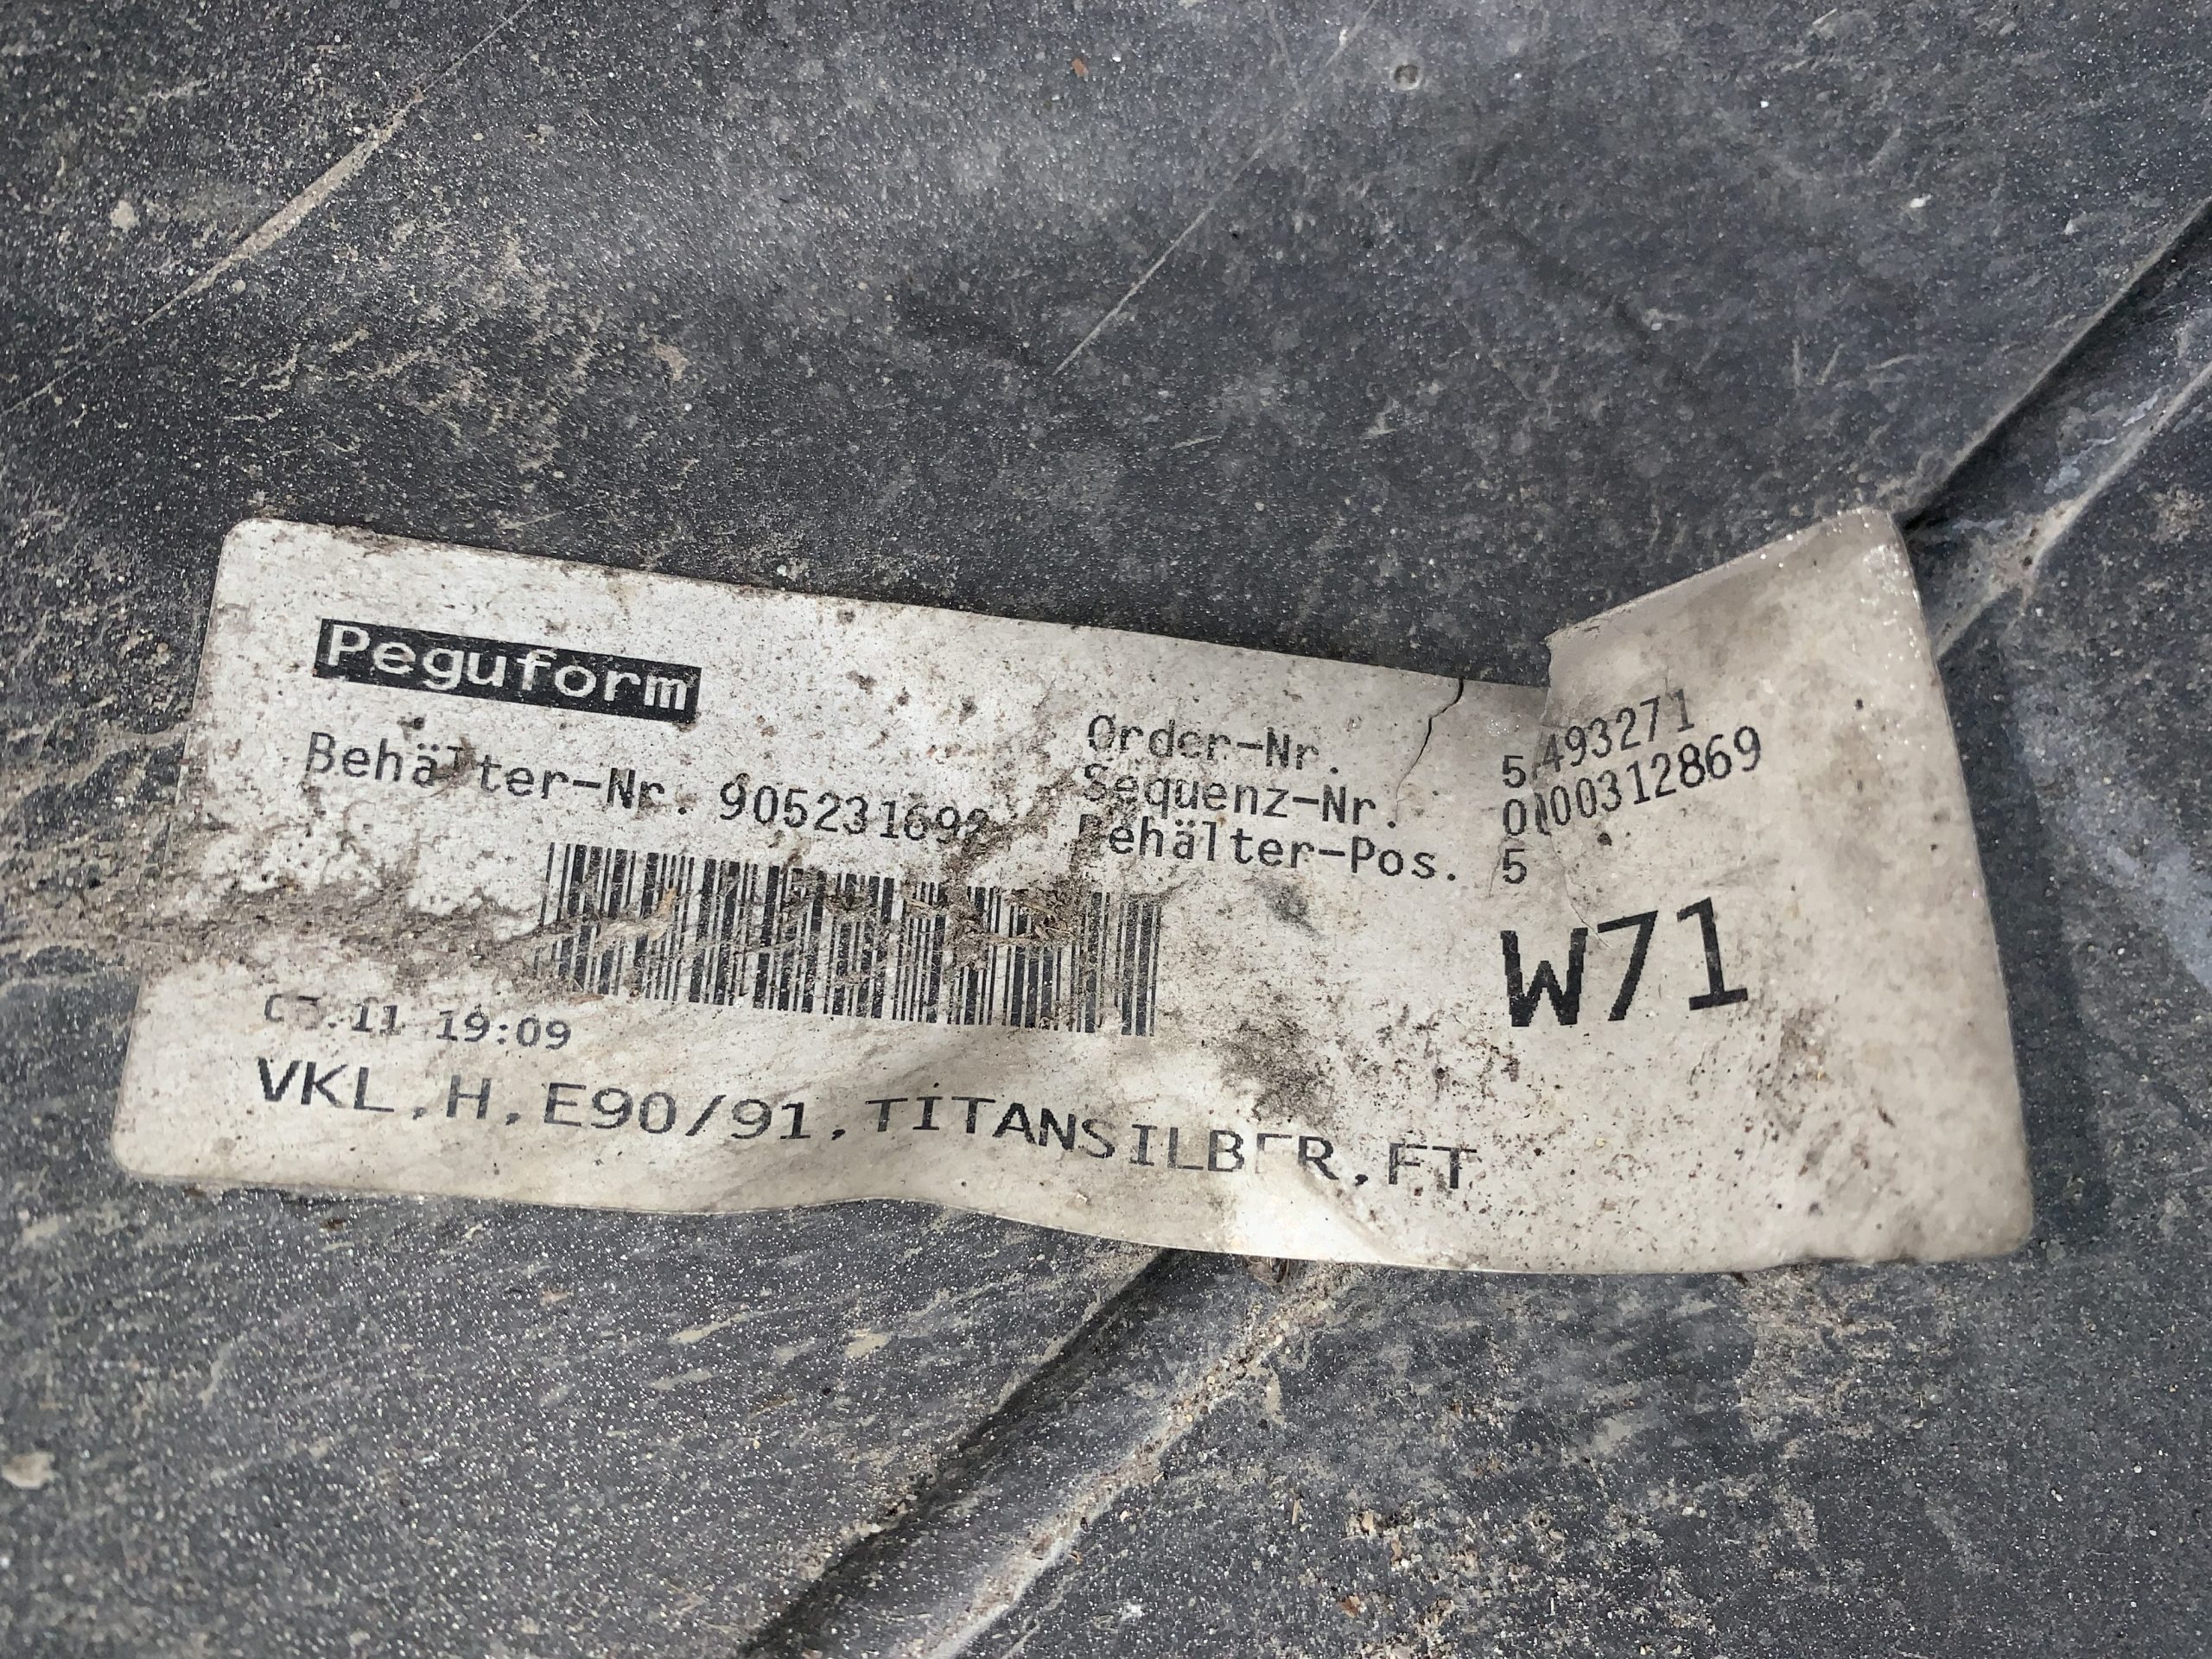 Peguform
Order-Nr. 5493271
Behälter-Nr. Sequenz-Nr. 0000312869
Behälter-Pos. 5
W71
19:09
VKL,H,E90/91,TITANSILBER,FT